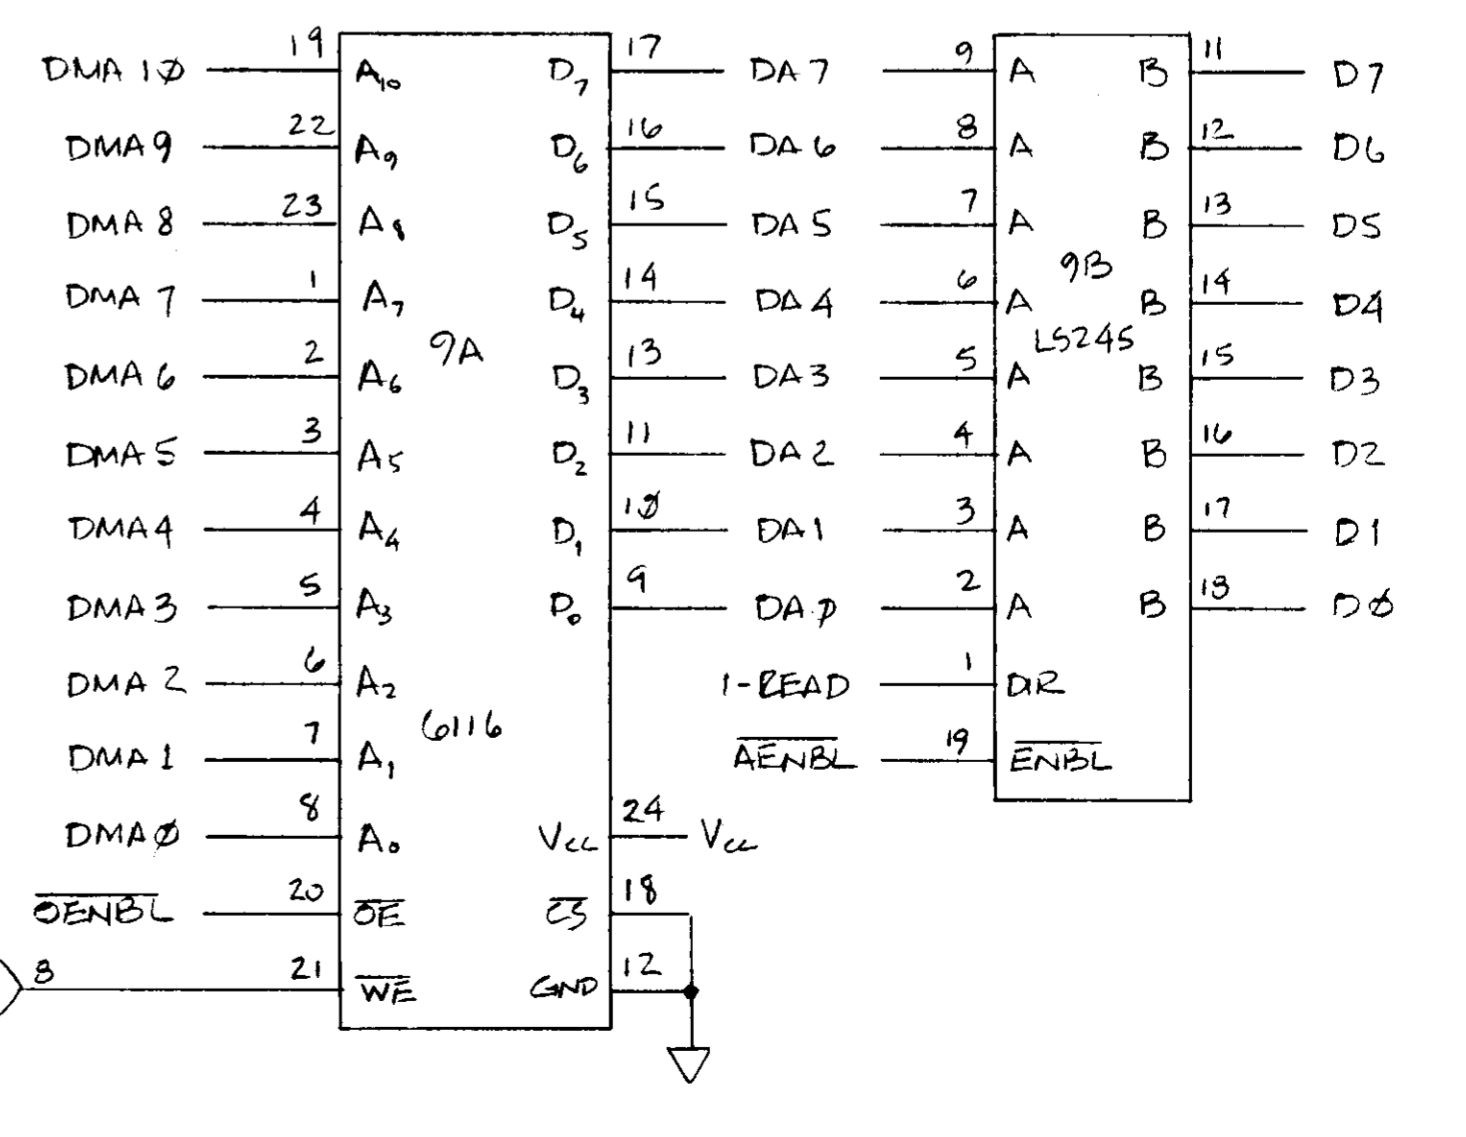 19 17 9 11
DMA 10 A10 D7 DA 7 A B D7
22 16 8 12
DMA 9 A9 D6 DA 6 A B D6
23 15 7 13
DMA 8 A8 D5 DA 5 A B D5
9B
1 14 6 14
DMA 7 A7 D4 DA 4 A B D4
9A LS245
2 13 5 15
DMA 6 A6 D3 DA 3 A B D3
3 11 4 16
DMA 5 A5 D2 DA 2 A B D2
4 10 3 17
DMA 4 A4 D1 DA 1 A B D1
5 9 2 18
DMA 3 A3 D0 DA 0 A B D0
6 1
DMA 2 A2 1-READ DIR
6116
7 19
DMA 1 A1 AENBL ENBL
8 24
DMA 0 A0 Vcc Vcc
20 18
OENBL OE CS
8 21 12
WE GND